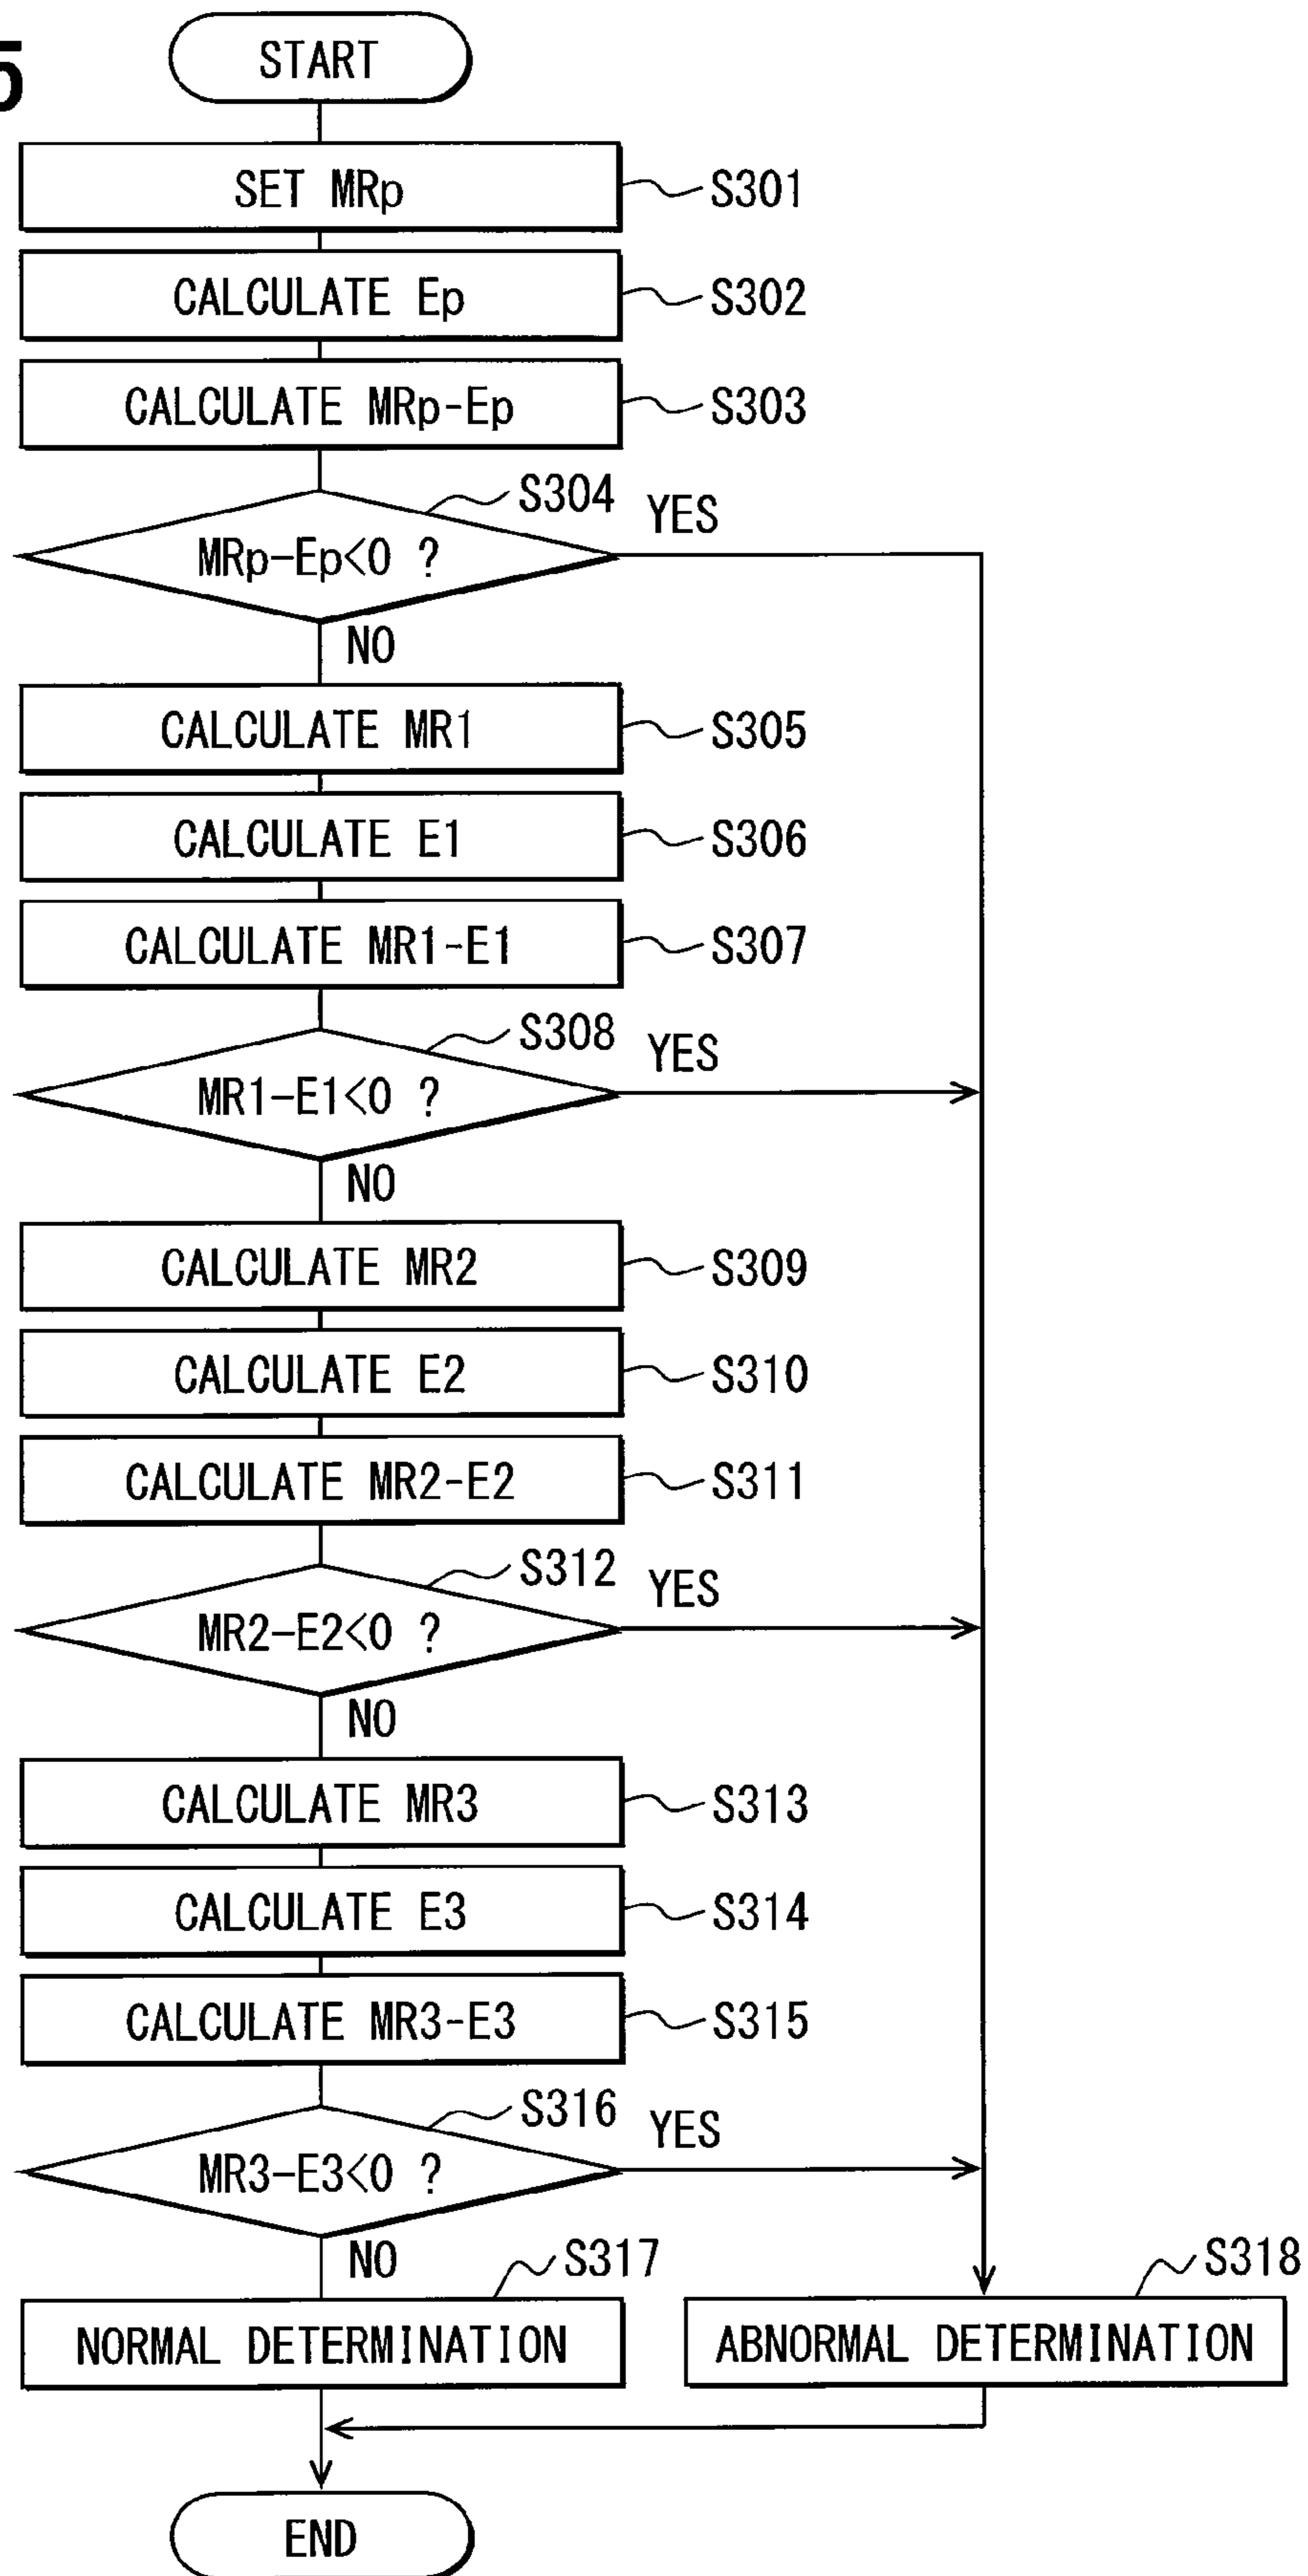 5
START
SET MRp
S301
CALCULATE Ep
S302
CALCULATE MRp-Ep
S303
S304
YES
MRp-Ep<0 ?
NO
CALCULATE MR1
S305
CALCULATE E1
S306
CALCULATE MR1-E1
S307
S308
YES
MR1-E1<0 ?
NO
CALCULATE MR2
S309
CALCULATE E2
S310
CALCULATE MR2-E2
S311
S312
YES
MR2-E2<0 ?
NO
CALCULATE MR3
S313
CALCULATE E3
S314
CALCULATE MR3-E3
S315
S316
YES
MR3-E3<0 ?
NO
S317
S318
NORMAL DETERMINATION
ABNORMAL DETERMINATION
END